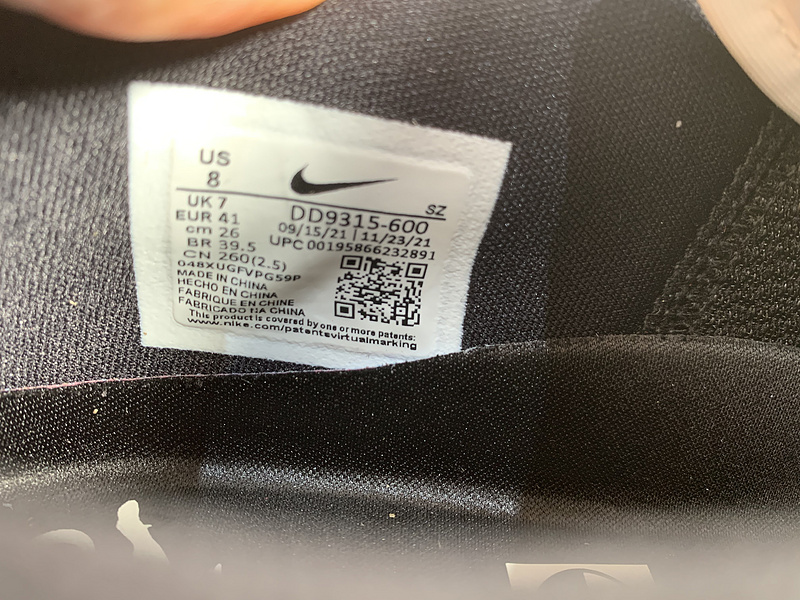 US
8
SZ
UK 7
EUR 41
cm 26
BR 39.5
CN 260(2.5)
DD9315-600
09/15/21 | 11/23/21
UPC 00195866232891
048XUGFVPG59P
MADE IN CHINA
HECHO EN CHINA
FABRIQUE EN CHINE
FABRICADO NA CHINA
This product is covered by one or more patents:
www.nike.com/patentsvirtualmarking